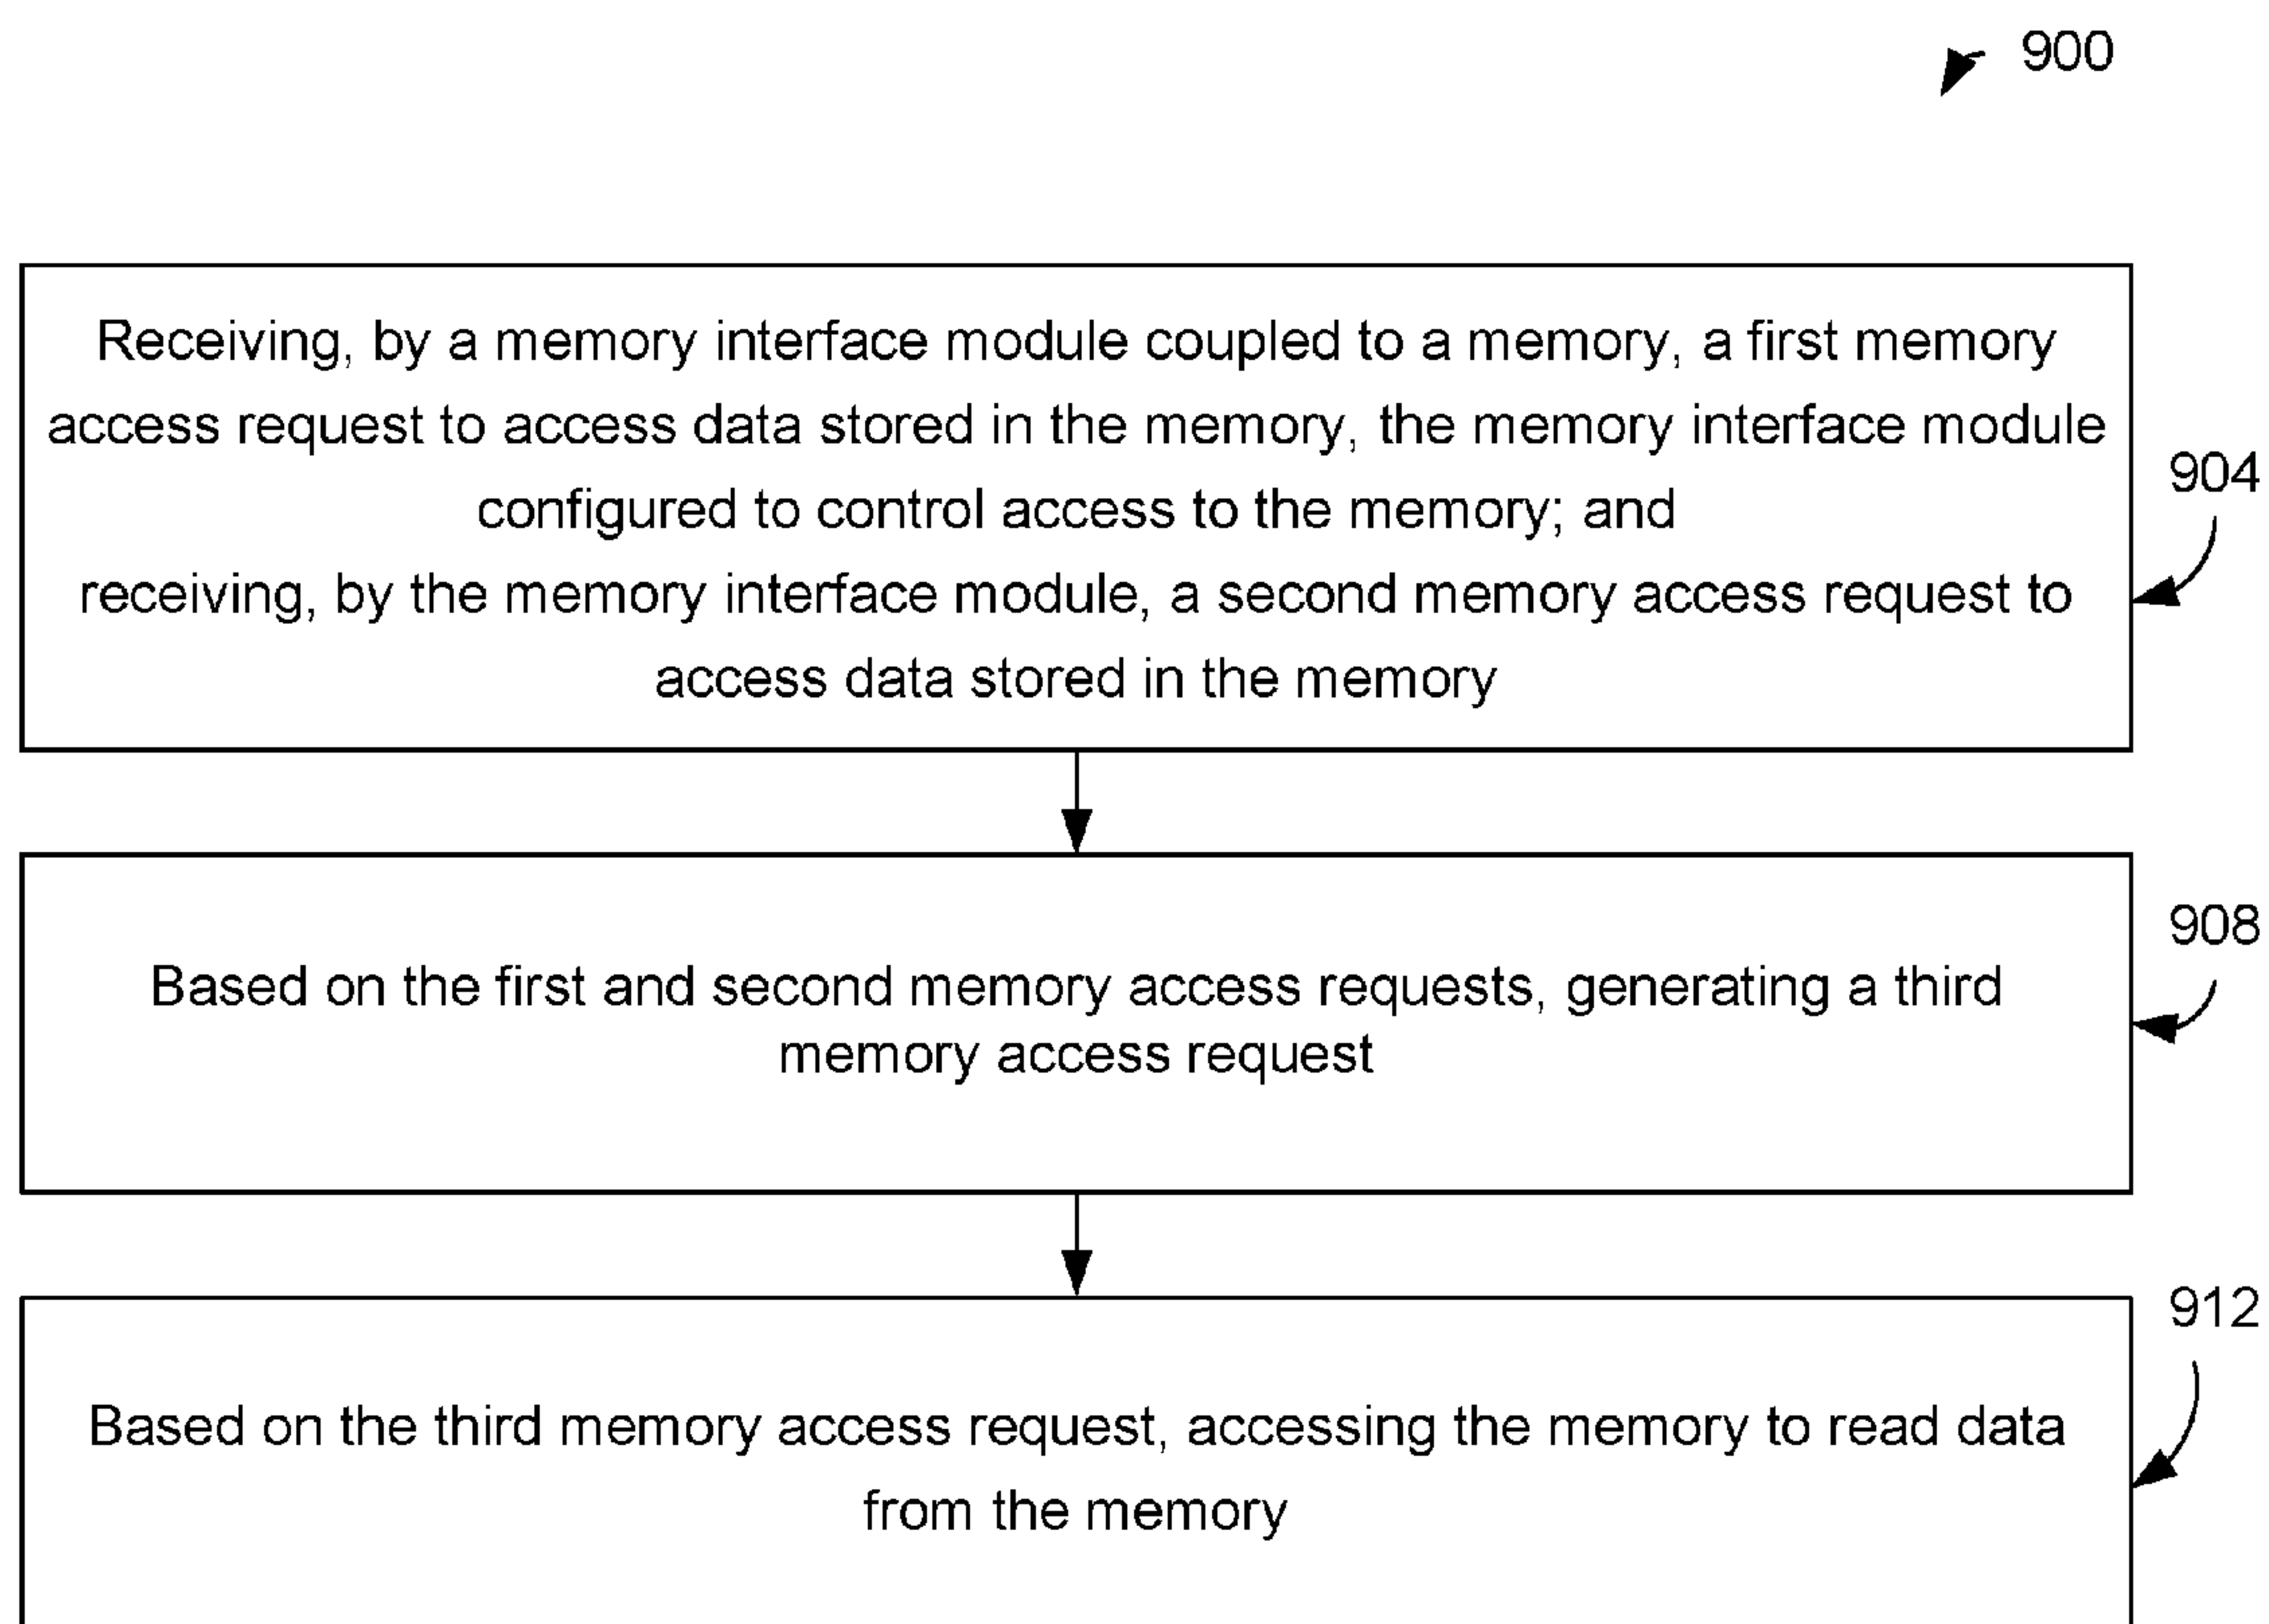 900
Receiving, by a memory interface module coupled to a memory, a first memory
access request to access data stored in the memory, the memory interface module
configured to control access to the memory; and
receiving, by the memory interface module, a second memory access request to
access data stored in the memory
904
Based on the first and second memory access requests, generating a third
memory access request
908
Based on the third memory access request, accessing the memory to read data
from the memory
912